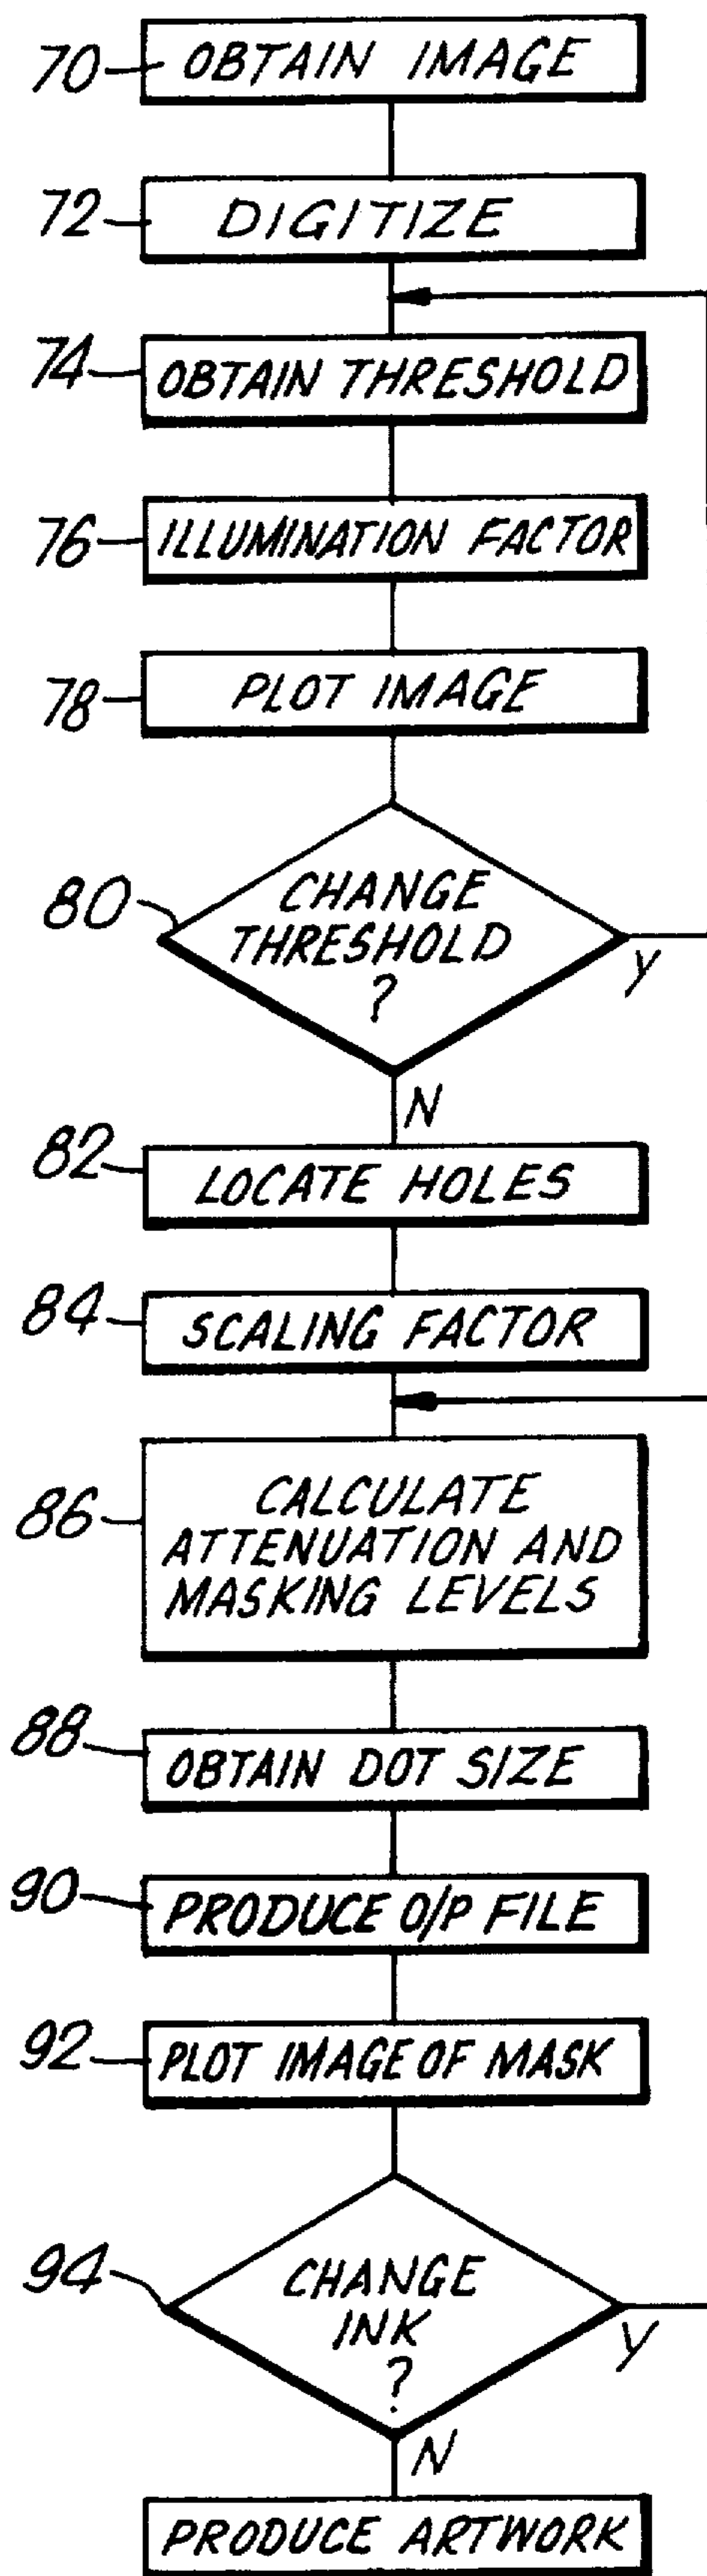 70 OBTAIN IMAGE
72 DIGITIZE
74 OBTAIN THRESHOLD
76 ILLUMINATION FACTOR
78 PLOT IMAGE
80 CHANGE
THRESHOLD
?
Y
N
82 LOCATE HOLES
84 SCALING FACTOR
86 CALCULATE
ATTENUATION AND
MASKING LEVELS
88 OBTAIN DOT SIZE
90 PRODUCE O/P FILE
92 PLOT IMAGE OF MASK
94 CHANGE
INK
?
Y
N
PRODUCE ARTWORK